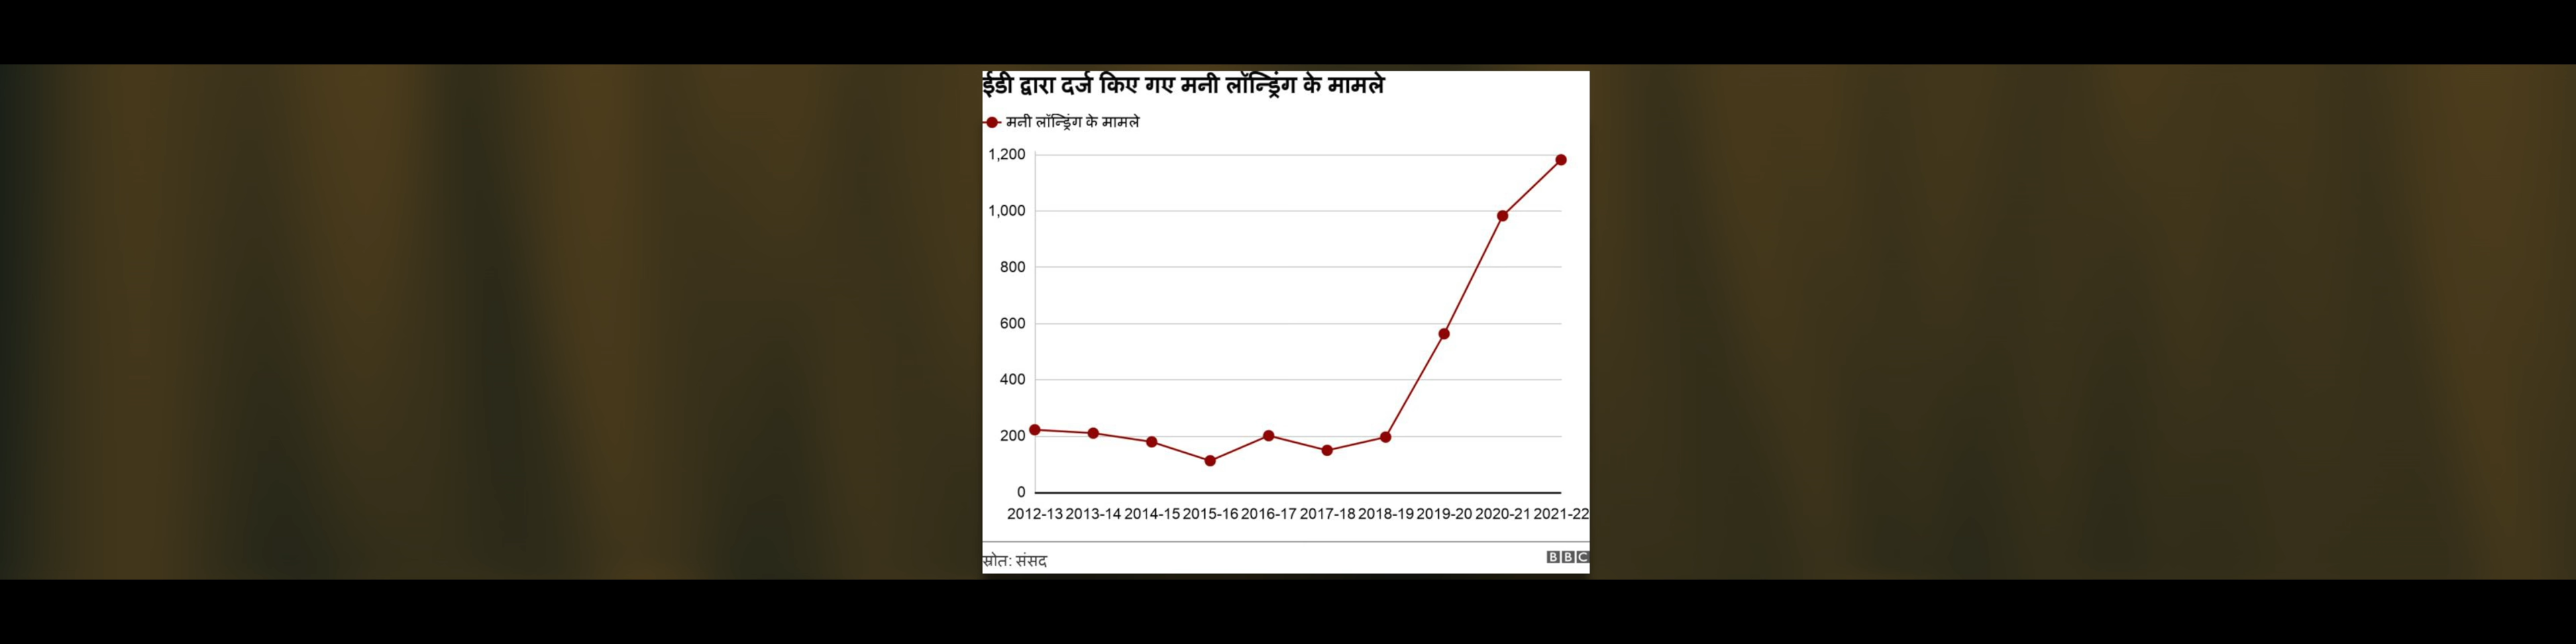 ईडी द्वारा दर्ज किए गए मनी लॉन्ड्रिंग के मामले
मनी लॉन्ड्रिंग के मामले
1,200
1,000
800
600
400
200
0
2012-13 2013-14 2014-15 2015-16 2016-17 2017-18 2018-19 2019-20 2020-21 2021-22
स्रोत: संसद
BBC